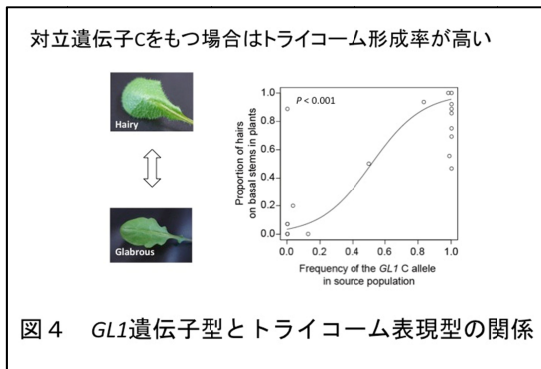 対立遺伝子Cをもつ場合はトライコーム形成率が高い
Hairy
Glabrous
P < 0.001
Proportion of hairs
on basal stems in plants
1.0
0.8
0.6
0.4
0.2
0.0
0.0 0.2 0.4 0.6 0.8 1.0
Frequency of the GL1 C allele
in source population
図４ GL1遺伝子型とトライコーム表現型の関係